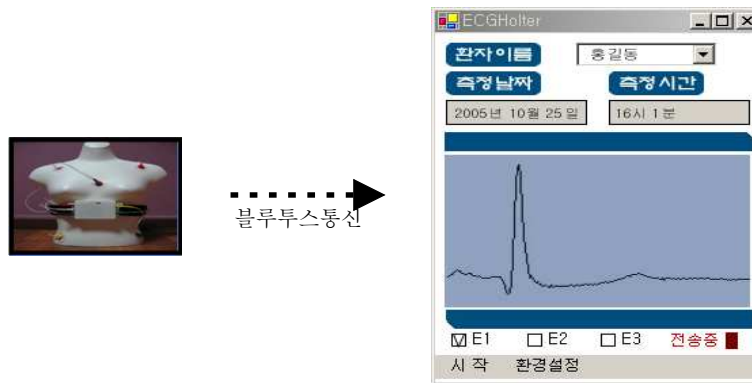 ECGHolter
환자이름 홍길동
측정날짜 측정시간
2005년 10월 25일 16시 1분
블루투스통신
E1 E2 E3 전송중
시 작 환경설정